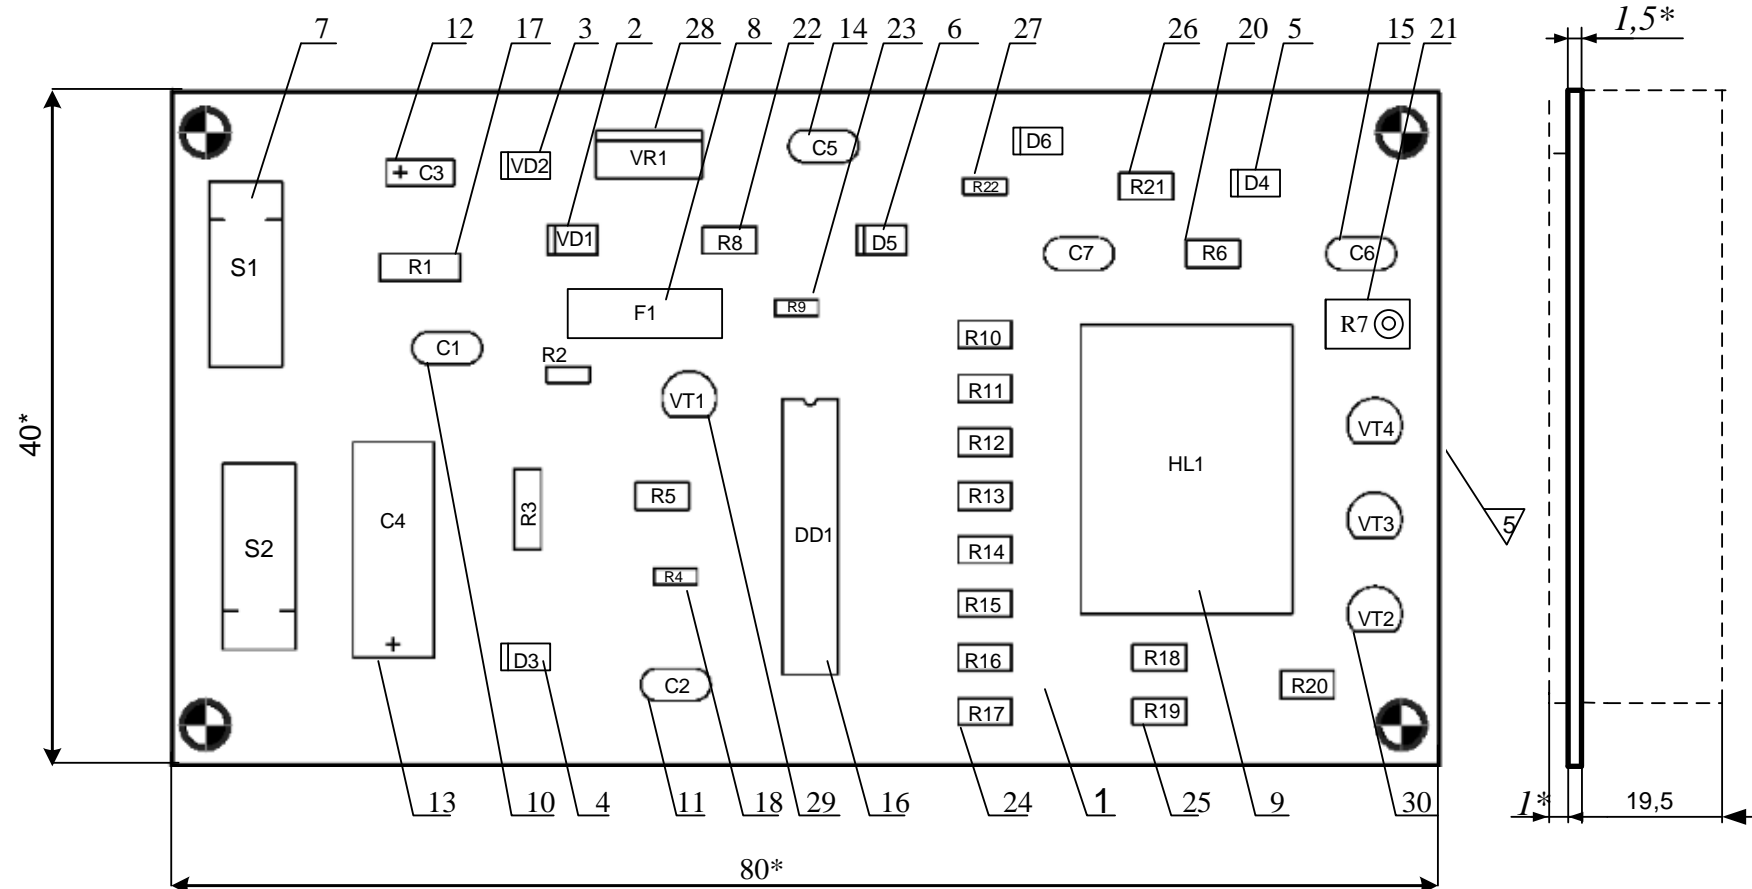 7 12 17 3 2 28 8 22 14 23 6 27 26 20 5 15 21 1,5*
D6
C5
VR1
VD2
C3
R22
R21
D4
VD1
R8
D5
C7
R6
C6
S1
R1
R9
F1
R7
R10
C1
R2
R11
VT1
40*
VT4
R12
HL1
R5
R13
C4
R3
VT3
5
DD1
S2
R14
R4
R15
VT2
D3
R16
R18
C2
R20
R17
R19
13 10 4 11 18 29 16 24 1 25 9 30 1* 19,5
80*